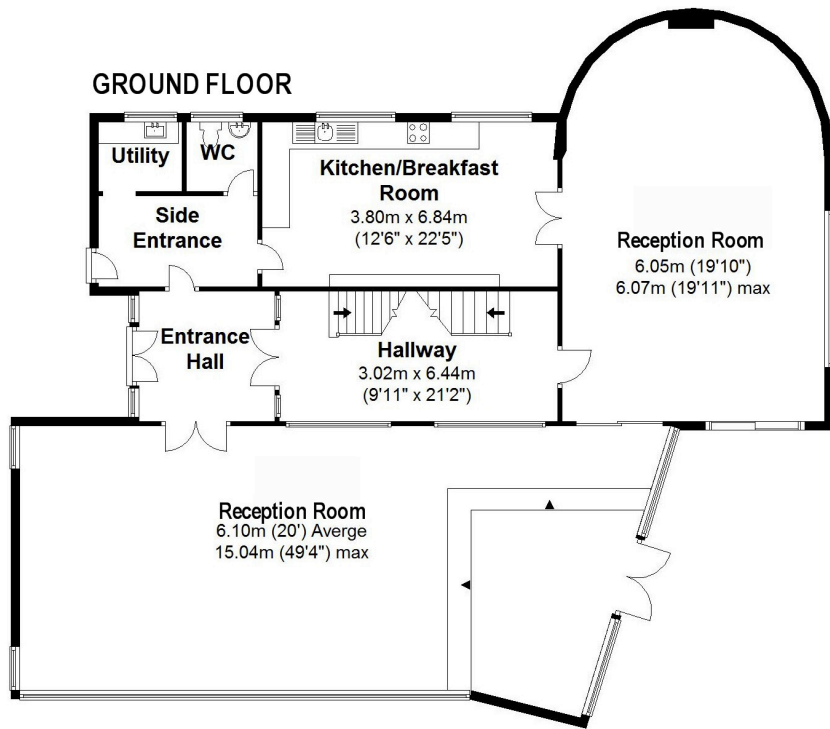 GROUND FLOOR
Utility
WC
Kitchen/Breakfast
Room
3.80m x 6.84m
(12'6" x 22'5")
Side
Entrance
Reception Room
6.05m (19'10")
6.07m (19'11") max
Entrance
Hall
Hallway
3.02m x 6.44m
(9'11" x 21'2")
Reception Room
6.10m (20') Averge
15.04m (49'4") max